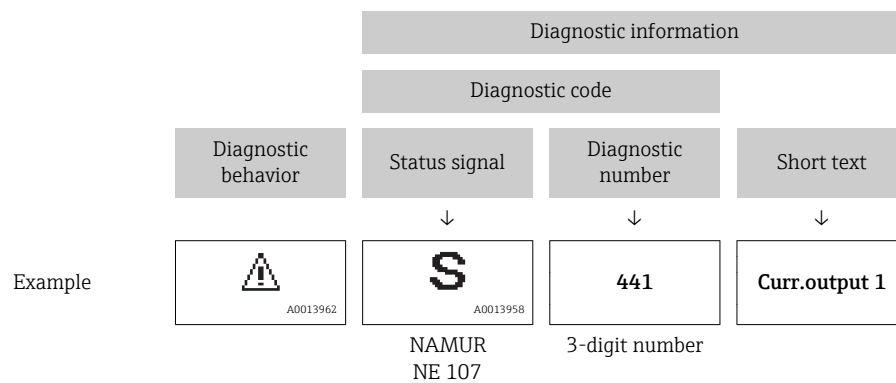 Diagnostic information
Diagnostic code
Diagnostic
behavior
Status signal
Diagnostic
number
Short text
↓ ↓ ↓
Example
A0013962
S
A0013958
441
Curr.output 1
NAMUR
NE 107
3-digit number